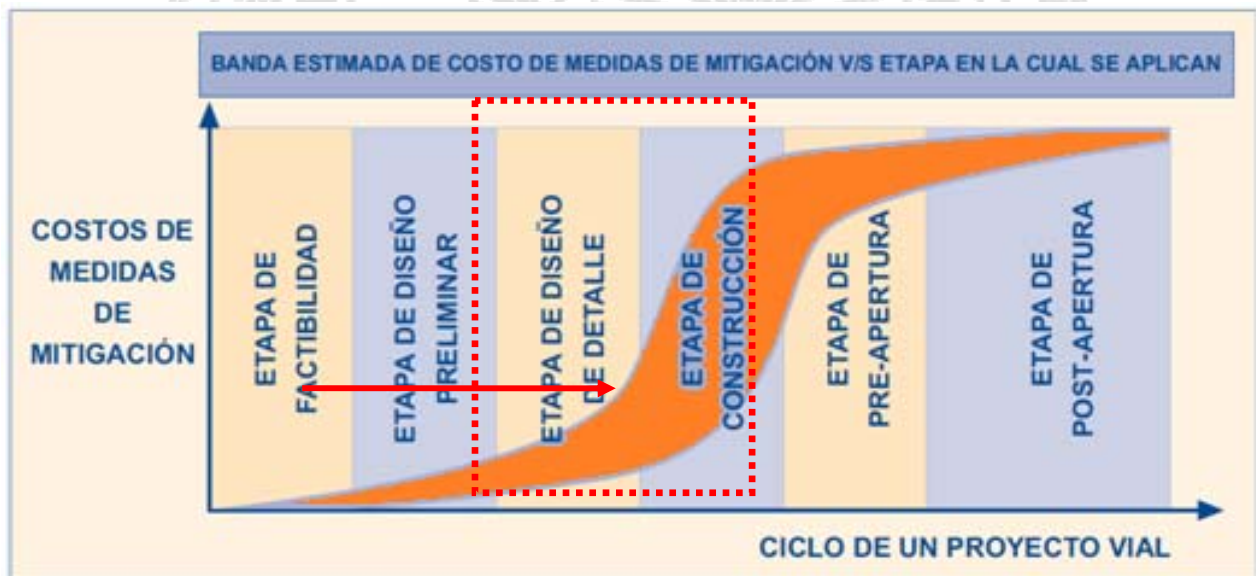 BANDA ESTIMADA DE COSTO DE MEDIDAS DE MITIGACIÓN V/S ETAPA EN LA CUAL SE APLICAN
COSTOS DE
MEDIDAS
DE
MITIGACIÓN
ETAPA DE
FACTIBILIDAD
ETAPA DE DISEÑO
PRELIMINAR
ETAPA DE DISEÑO
DE DETALLE
ETAPA DE
CONSTRUCCIÓN
ETAPA DE
PRE-APERTURA
ETAPA DE
POST-APERTURA
CICLO DE UN PROYECTO VIAL